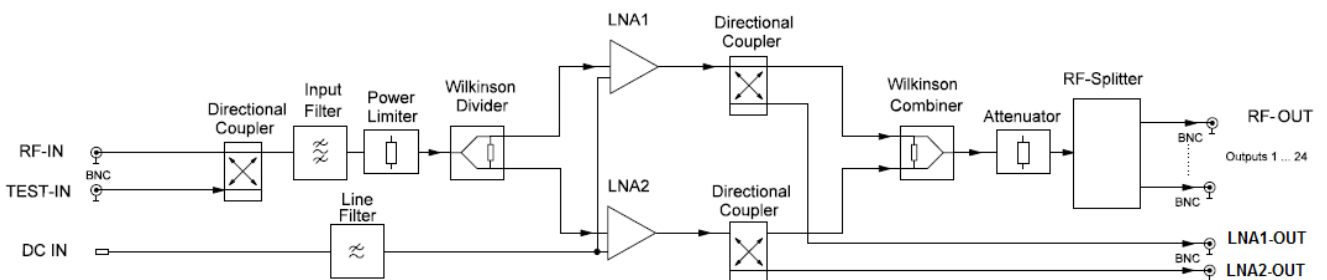 LNA1
Directional
Coupler
Directional
Coupler
Input
Filter
Power
Limiter
Wilkinson
Divider
Wilkinson
Combiner
Attenuator
RF-Splitter
RF-IN
BNC
TEST-IN
RF-OUT
BNC
Outputs 1 ... 24
BNC
LNA2
Directional
Coupler
Line
Filter
DC IN
LNA1-OUT
BNC
LNA2-OUT